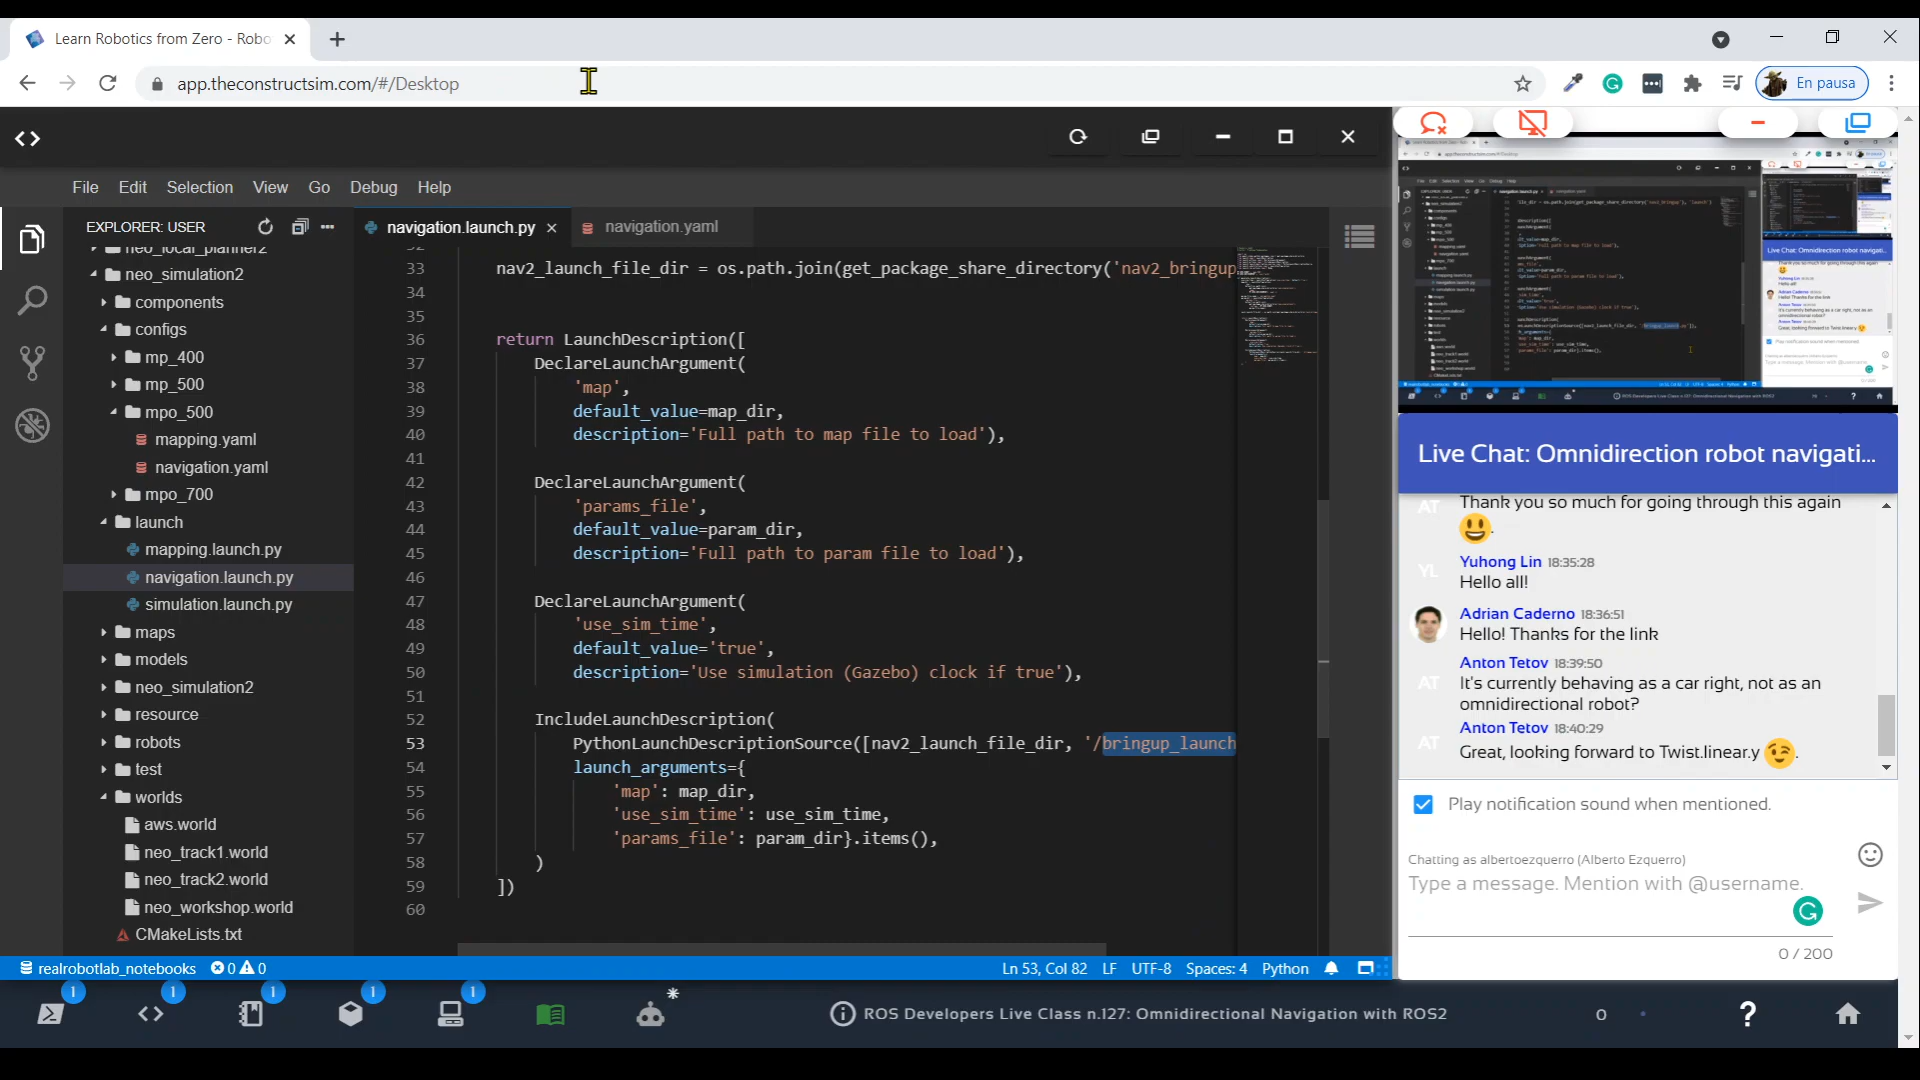 Learn Robotics from Zero - Robo
app.theconstructsim.com/#/Desktop
En pausa
File Edit Selection View Go Debug Help
EXPLORER: USER
neo_local_planner2
neo_simulation2
components
configs
mp_400
mp_500
mpo_500
mapping.yaml
navigation.yaml
mpo_700
launch
mapping.launch.py
navigation.launch.py
simulation.launch.py
maps
models
neo_simulation2
resource
robots
test
worlds
aws.world
neo_track1.world
neo_track2.world
neo_workshop.world
CMakeLists.txt
navigation.launch.py
navigation.yaml
32
33 nav2_launch_file_dir = os.path.join(get_package_share_directory('nav2_bringup
34
35
36 return LaunchDescription([
37 DeclareLaunchArgument(
38 'map',
39 default_value=map_dir,
40 description='Full path to map file to load'),
41
42 DeclareLaunchArgument(
43 'params_file',
44 default_value=param_dir,
45 description='Full path to param file to load'),
46
47 DeclareLaunchArgument(
48 'use_sim_time',
49 default_value='true',
50 description='Use simulation (Gazebo) clock if true'),
51
52 IncludeLaunchDescription(
53 PythonLaunchDescriptionSource([nav2_launch_file_dir, '/bringup_launch
54 launch_arguments={
55 'map': map_dir,
56 'use_sim_time': use_sim_time,
57 'params_file': param_dir}.items(),
58 )
59 ])
60
realrobotlab_notebooks 0 0
Ln 53, Col 82 LF UTF-8 Spaces: 4 Python
Live Chat: Omnidirection robot navigati...
AT Thank you so much for going through this again
😃.
Yuhong Lin 18:35:28
YL Hello all!
Adrian Caderno 18:36:51
Hello! Thanks for the link
Anton Tetov 18:39:50
AT It's currently behaving as a car right, not as an
omnidirectional robot?
Anton Tetov 18:40:29
AT Great, looking forward to Twist.linear.y 😉.
Play notification sound when mentioned.
Chatting as albertoezquerro (Alberto Ezquerro)
Type a message. Mention with @username.
0 / 200
1 1 1 1 1
ROS Developers Live Class n.127: Omnidirectional Navigation with ROS2
?